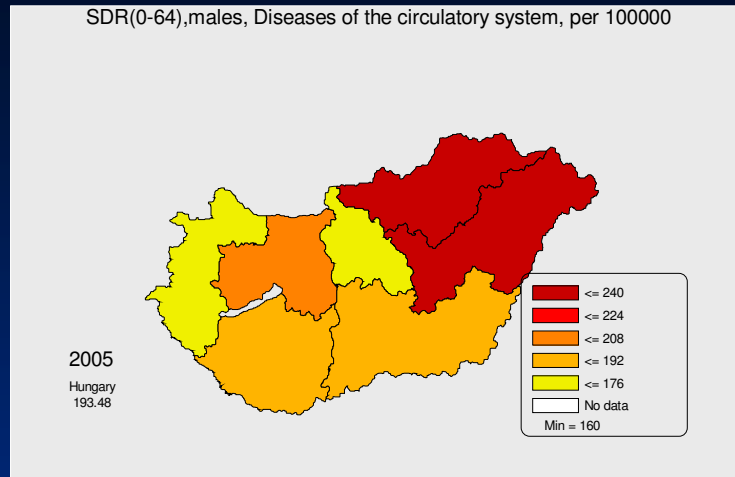 SDR(0-64),males, Diseases of the circulatory system, per 100000
2005
Hungary
193.48
<= 240
<= 224
<= 208
<= 192
<= 176
No data
Min = 160